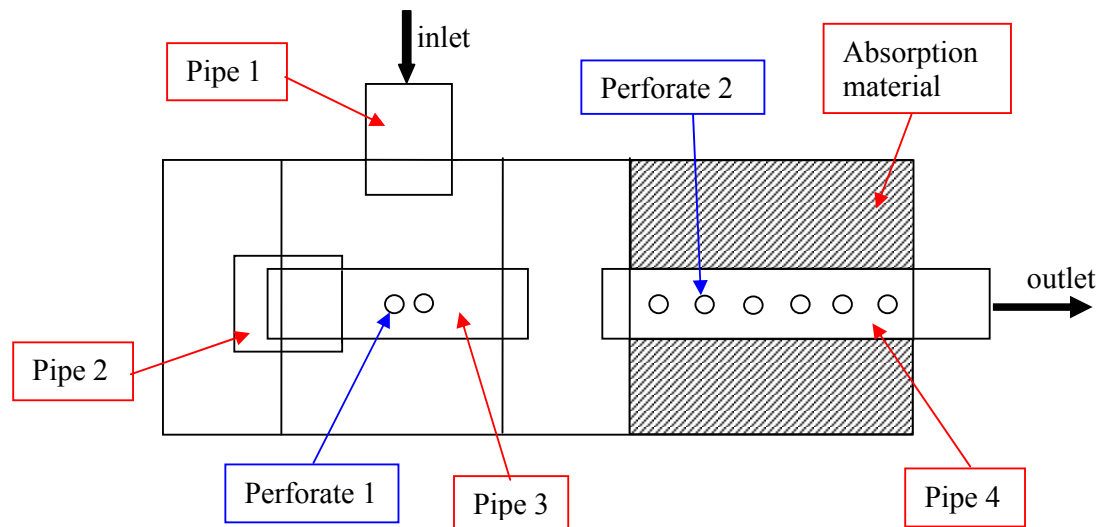 inlet
Pipe 1
Perforate 2
Absorption
material
outlet
Pipe 2
Perforate 1
Pipe 3
Pipe 4